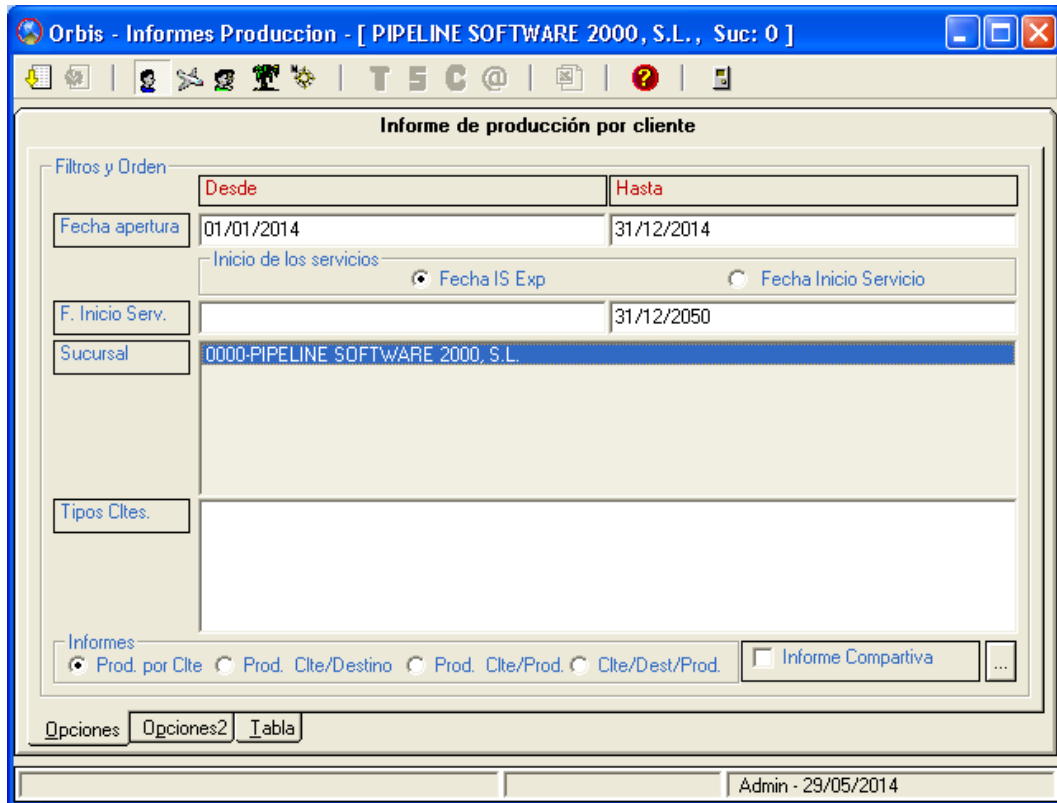 Orbis - Informes Produccion - [ PIPELINE SOFTWARE 2000, S.L., Suc: 0 ]
T S C @ ?
Informe de producción por cliente
Filtros y Orden
Desde Hasta
Fecha apertura 01/01/2014 31/12/2014
Inicio de los servicios
Fecha IS Exp Fecha Inicio Servicio
F. Inicio Serv. 31/12/2050
Sucursal 0000-PIPELINE SOFTWARE 2000, S.L.
Tipos Cltes.
Informes
Prod. por Clte Prod. Clte/Destino Prod. Clte/Prod. Clte/Dest/Prod. Informe Compartiva ...
Opciones Opciones2 Tabla
Admin - 29/05/2014